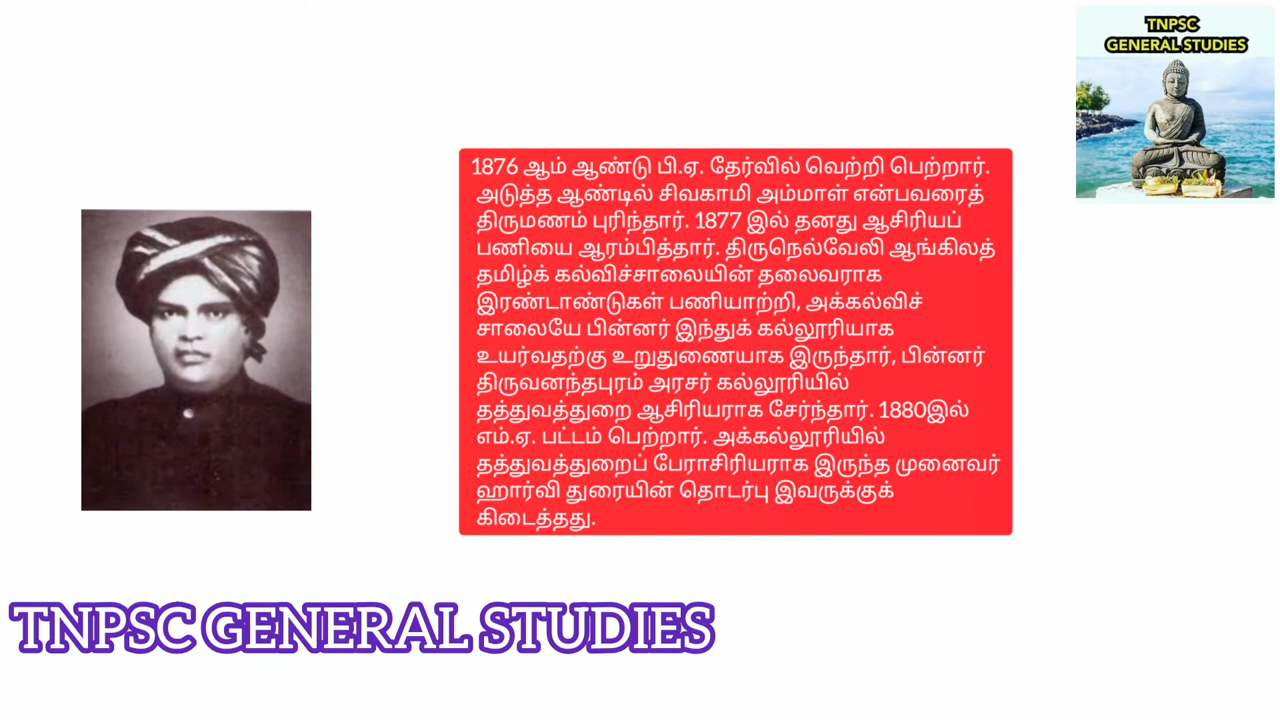 TNPSC
GENERAL STUDIES
1876 ஆம் ஆண்டு பி.ஏ. தேர்வில் வெற்றி பெற்றார்.
அடுத்த ஆண்டில் சிவகாமி அம்மாள் என்பவரைத்
திருமணம் புரிந்தார். 1877 இல் தனது ஆசிரியப்
பணியை ஆரம்பித்தார். திருநெல்வேலி ஆங்கிலத்
தமிழ்க் கல்விச்சாலையின் தலைவராக
இரண்டாண்டுகள் பணியாற்றி, அக்கல்விச்
சாலையே பின்னர் இந்துக் கல்லூரியாக
உயர்வதற்கு உறுதுணையாக இருந்தார், பின்னர்
திருவனந்தபுரம் அரசர் கல்லூரியில்
தத்துவத்துறை ஆசிரியராக சேர்ந்தார். 1880இல்
எம்.ஏ. பட்டம் பெற்றார். அக்கல்லூரியில்
தத்துவத்துறைப் பேராசிரியராக இருந்த முனைவர்
ஹார்வி துரையின் தொடர்பு இவருக்குக்
கிடைத்தது.
TNPSC GENERAL STUDIES